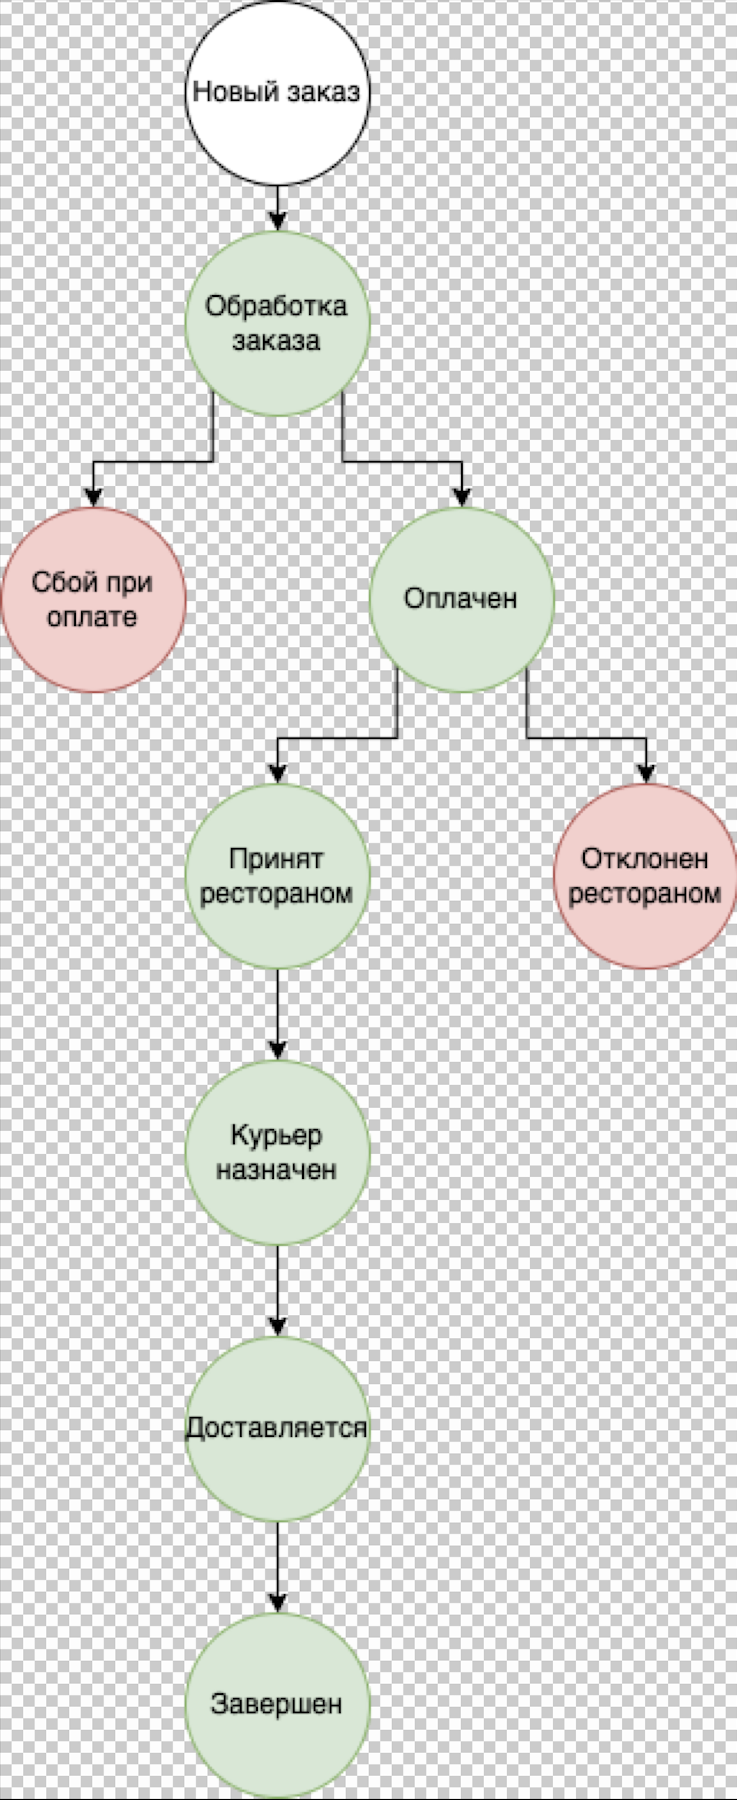 Новый заказ
Обработка
заказа
Сбой при
оплате
Оплачен
Принят
рестораном
Отклонен
рестораном
Курьер
назначен
Доставляется
Завершен